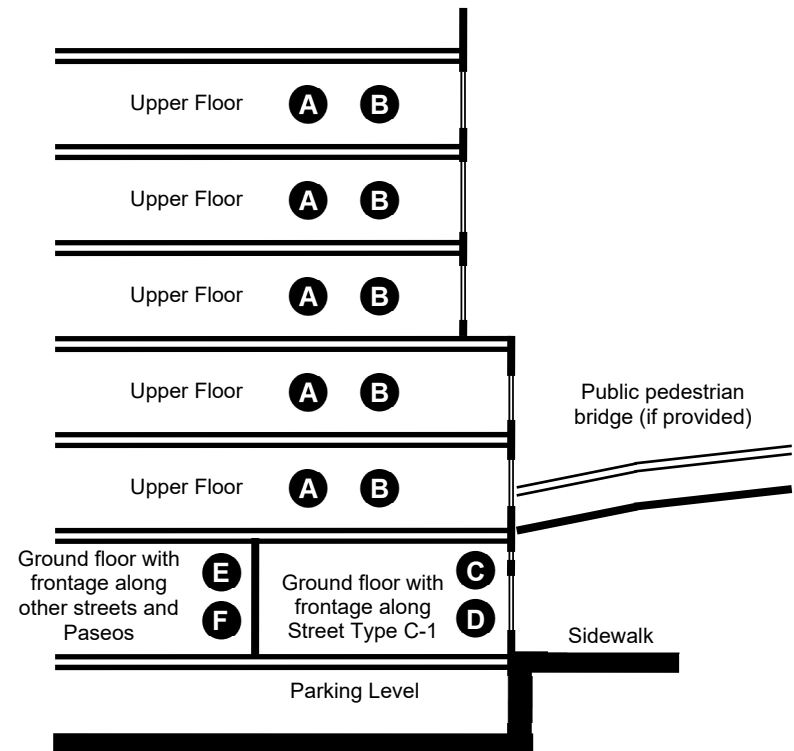 Upper Floor A B
Upper Floor A B
Upper Floor A B
Upper Floor A B
Public pedestrian
bridge (if provided)
Upper Floor A B
Ground floor with
frontage along
other streets and
Paseos
E
F
Ground floor with
frontage along
Street Type C-1
C
D
Sidewalk
Parking Level